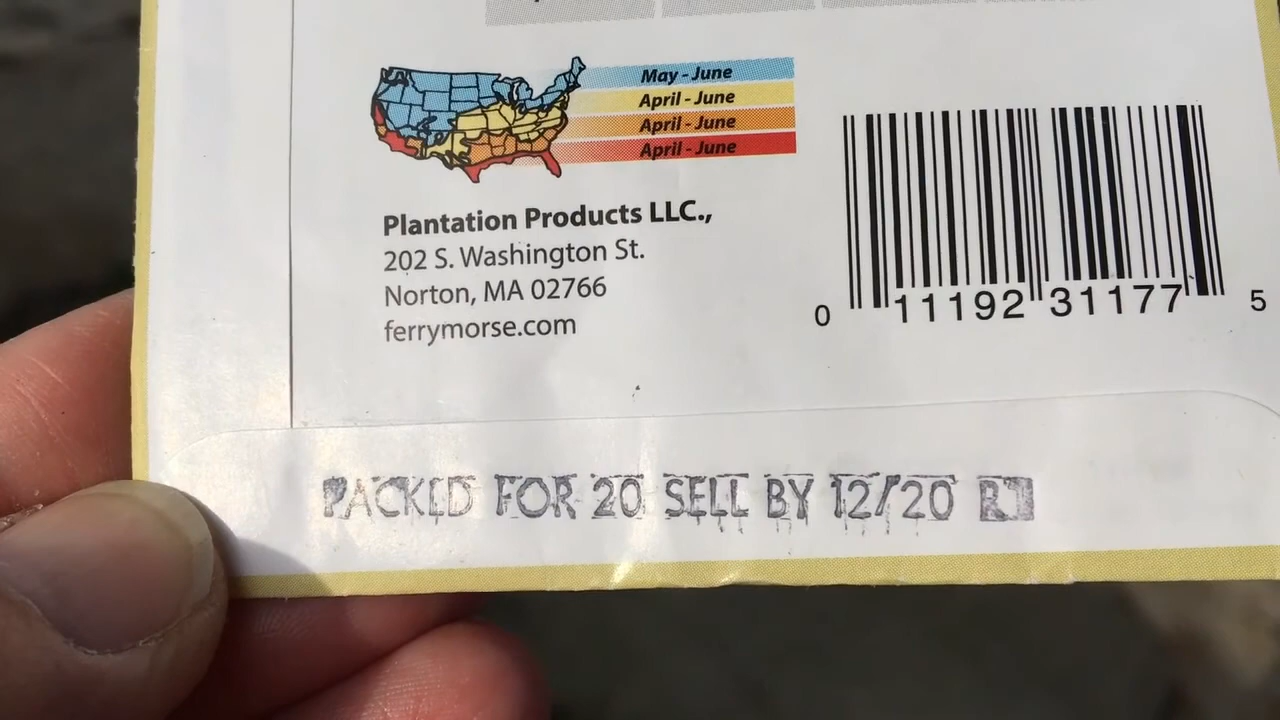 May - June
April - June
April - June
April - June
Plantation Products LLC.,
202 S. Washington St.
Norton, MA 02766
ferrymorse.com
0 11192 31177 5
PACKED FOR 20 SELL BY 12/20